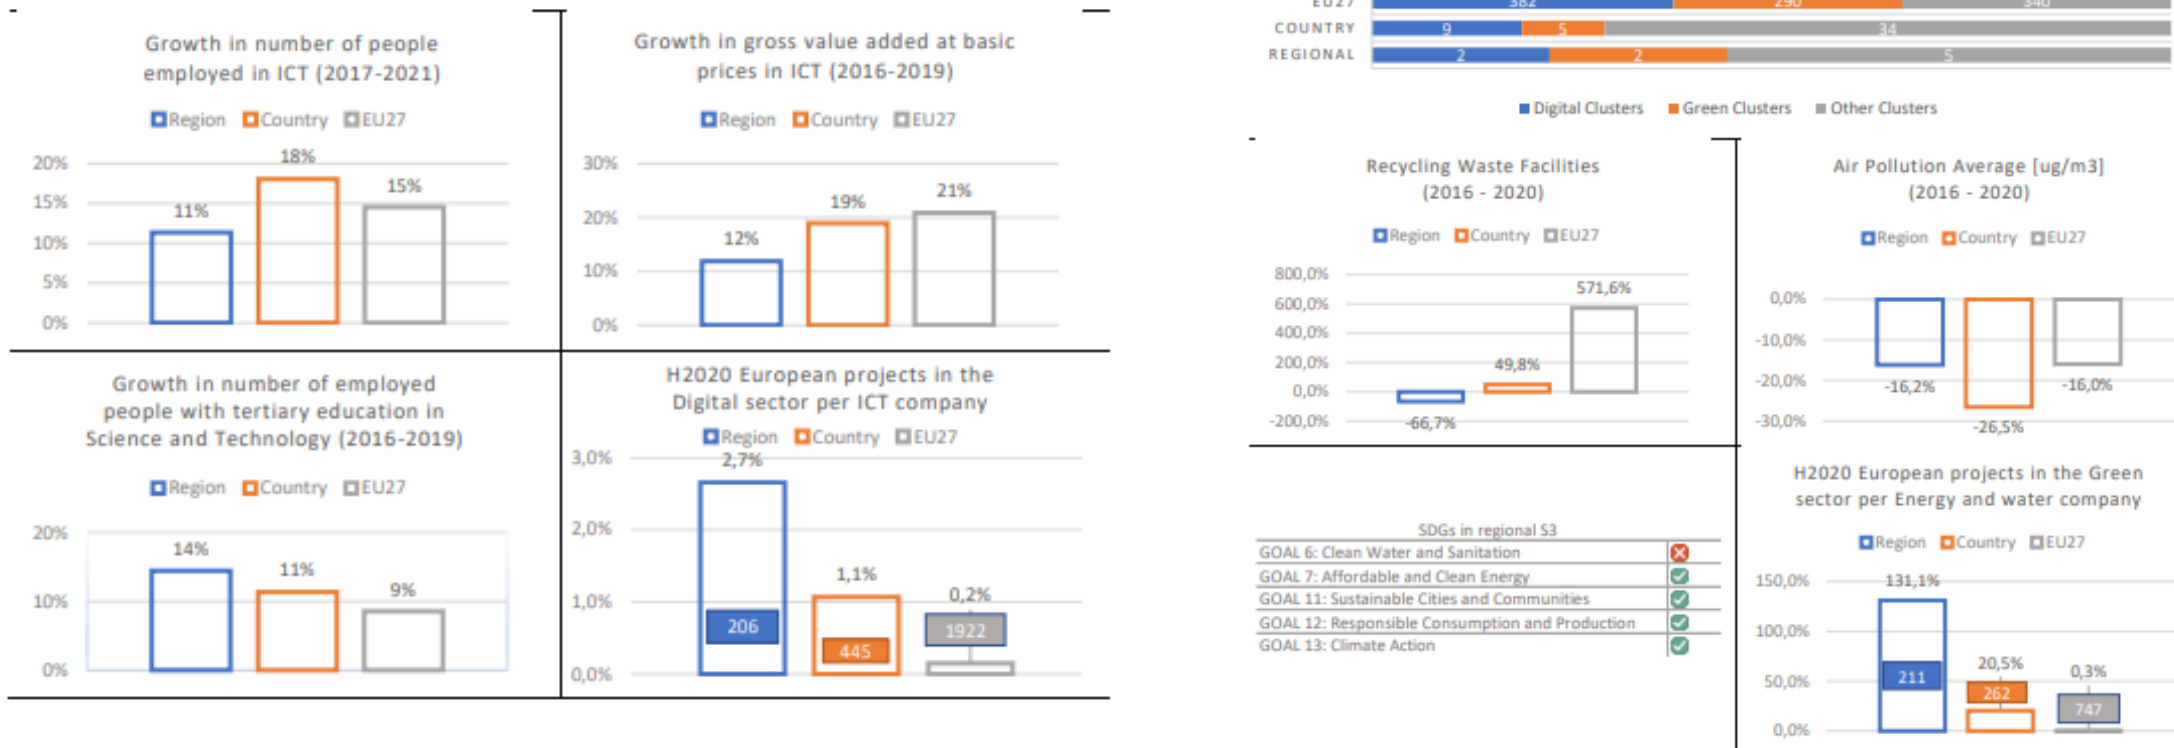 Growth in number of people
employed in ICT (2017-2021)
Region Country EU27
20%
15%
10%
5%
0%
11%
18%
15%
Growth in gross value added at basic
prices in ICT (2016-2019)
Region Country EU27
30%
20%
10%
0%
12%
19%
21%
Growth in number of employed
people with tertiary education in
Science and Technology (2016-2019)
Region Country EU27
20%
10%
0%
14%
11%
9%
H2020 European projects in the
Digital sector per ICT company
Region Country EU27
3,0%
2,0%
1,0%
0,0%
2,7%
206
1,1%
445
0,2%
1922
EU27 382 290 340
COUNTRY 9 5 34
REGIONAL 2 2 5
Digital Clusters Green Clusters Other Clusters
Recycling Waste Facilities
(2016 - 2020)
Region Country EU27
800,0%
600,0%
400,0%
200,0%
0,0%
-200,0%
-66,7%
49,8%
571,6%
Air Pollution Average [ug/m3]
(2016 - 2020)
Region Country EU27
0,0%
-10,0%
-20,0%
-30,0%
-16,2%
-26,5%
-16,0%
SDGs in regional S3
GOAL 6: Clean Water and Sanitation
GOAL 7: Affordable and Clean Energy
GOAL 11: Sustainable Cities and Communities
GOAL 12: Responsible Consumption and Production
GOAL 13: Climate Action
H2020 European projects in the Green
sector per Energy and water company
Region Country EU27
150,0%
100,0%
50,0%
0,0%
131,1%
211
20,5%
262
0,3%
747